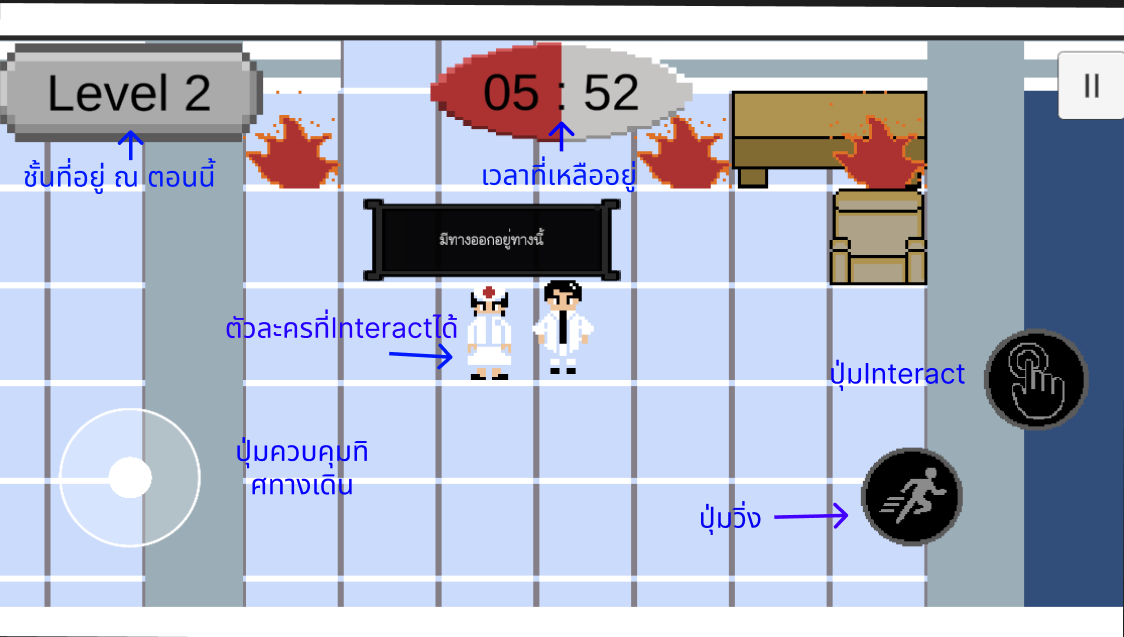 Level 2
05 : 52
ชั้นที่อยู่ ณ ตอนนี้
เวลาที่เหลืออยู่
มีทางออกอยู่ทางนี้
ตัวละครที่Interactได้
ปุ่มInteract
ปุ่มควบคุมทิ
ศทางเดิน
ปุ่มวิ่ง